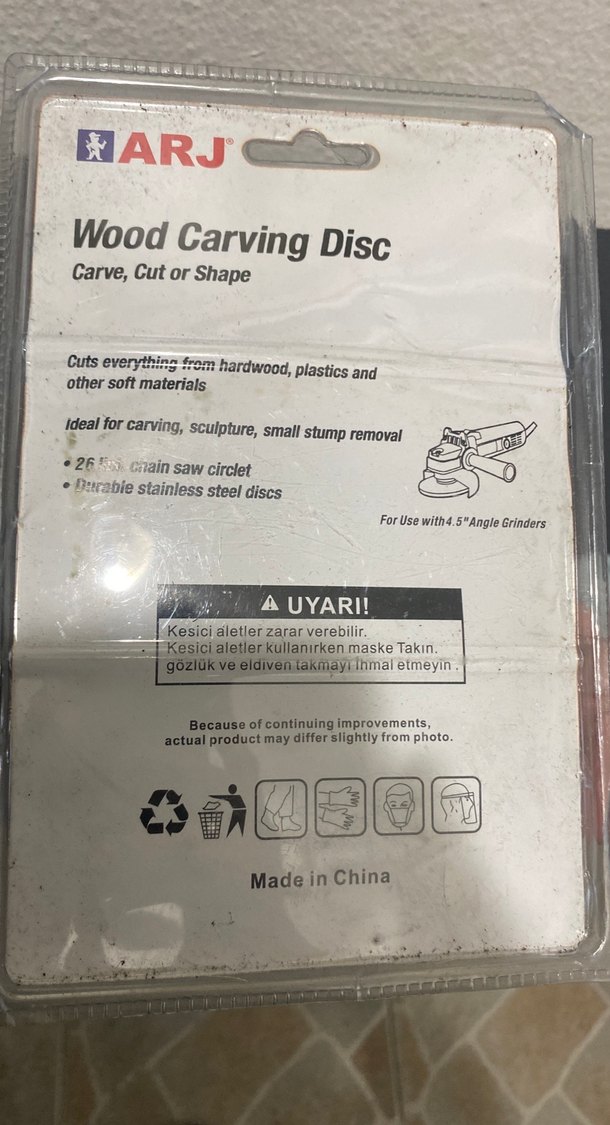 ARJ®
Wood Carving Disc
Carve, Cut or Shape
Cuts everything from hardwood, plastics and
other soft materials
Ideal for carving, sculpture, small stump removal
• 26 chain saw circlet
• Durable stainless steel discs
For Use with 4.5" Angle Grinders
UYARI!
Kesici aletler zarar verebilir.
Kesici aletler kullanırken maske Takın.
gözlük ve eldiven takmayı ihmal etmeyin .
Because of continuing improvements,
actual product may differ slightly from photo.
Made in China